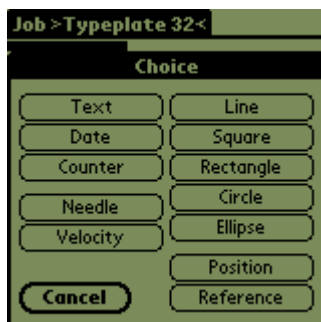 Job >Typeplate 32<
Choice
Text
Line
Date
Square
Counter
Rectangle
Circle
Needle
Ellipse
Velocity
Position
Cancel
Reference